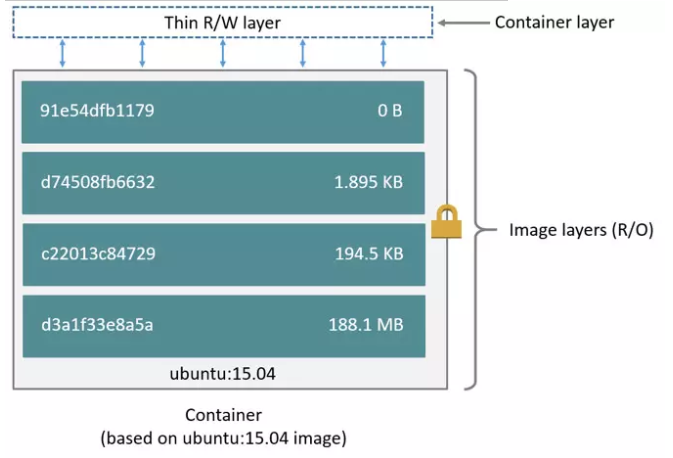 Thin R/W layer
Container layer
91e54dfb1179 0 B
d74508fb6632 1.895 KB
c22013c84729 194.5 KB
Image layers (R/O)
d3a1f33e8a5a 188.1 MB
ubuntu:15.04
Container
(based on ubuntu:15.04 image)